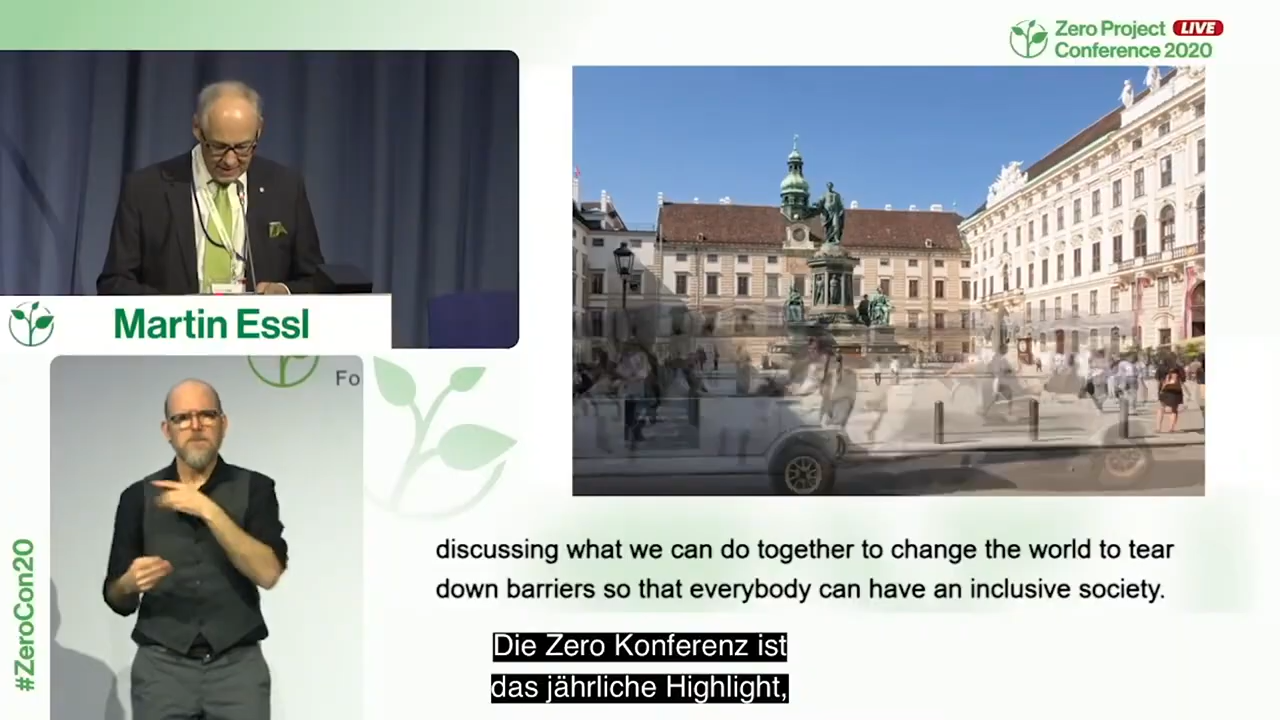 Zero Project LIVE
Conference 2020
Martin Essl
Fo
#ZeroCon20
discussing what we can do together to change the world to tear
down barriers so that everybody can have an inclusive society.
Die Zero Konferenz ist
das jährliche Highlight,